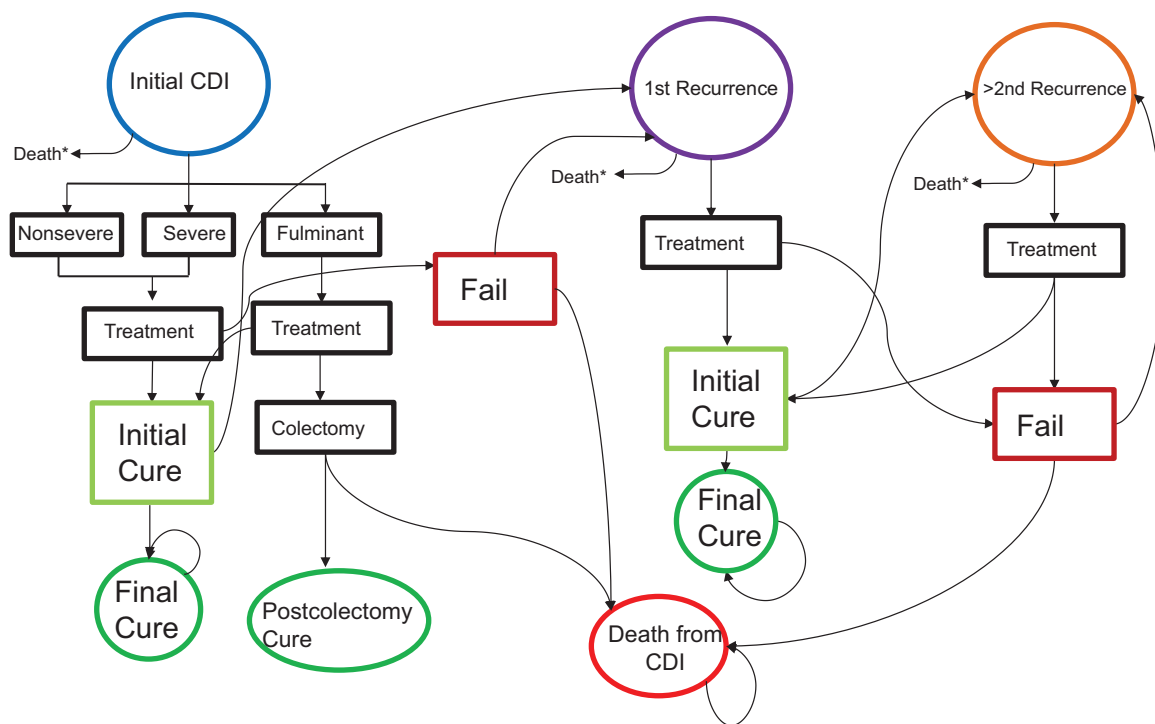 Initial CDI
1st Recurrence
>2nd Recurrence
Death*
Death*
Death*
Nonsevere
Severe
Fulminant
Treatment
Treatment
Fail
Treatment
Treatment
Initial
Cure
Colectomy
Initial
Cure
Fail
Final
Cure
Final
Cure
Postcolectomy
Cure
Death from
CDI